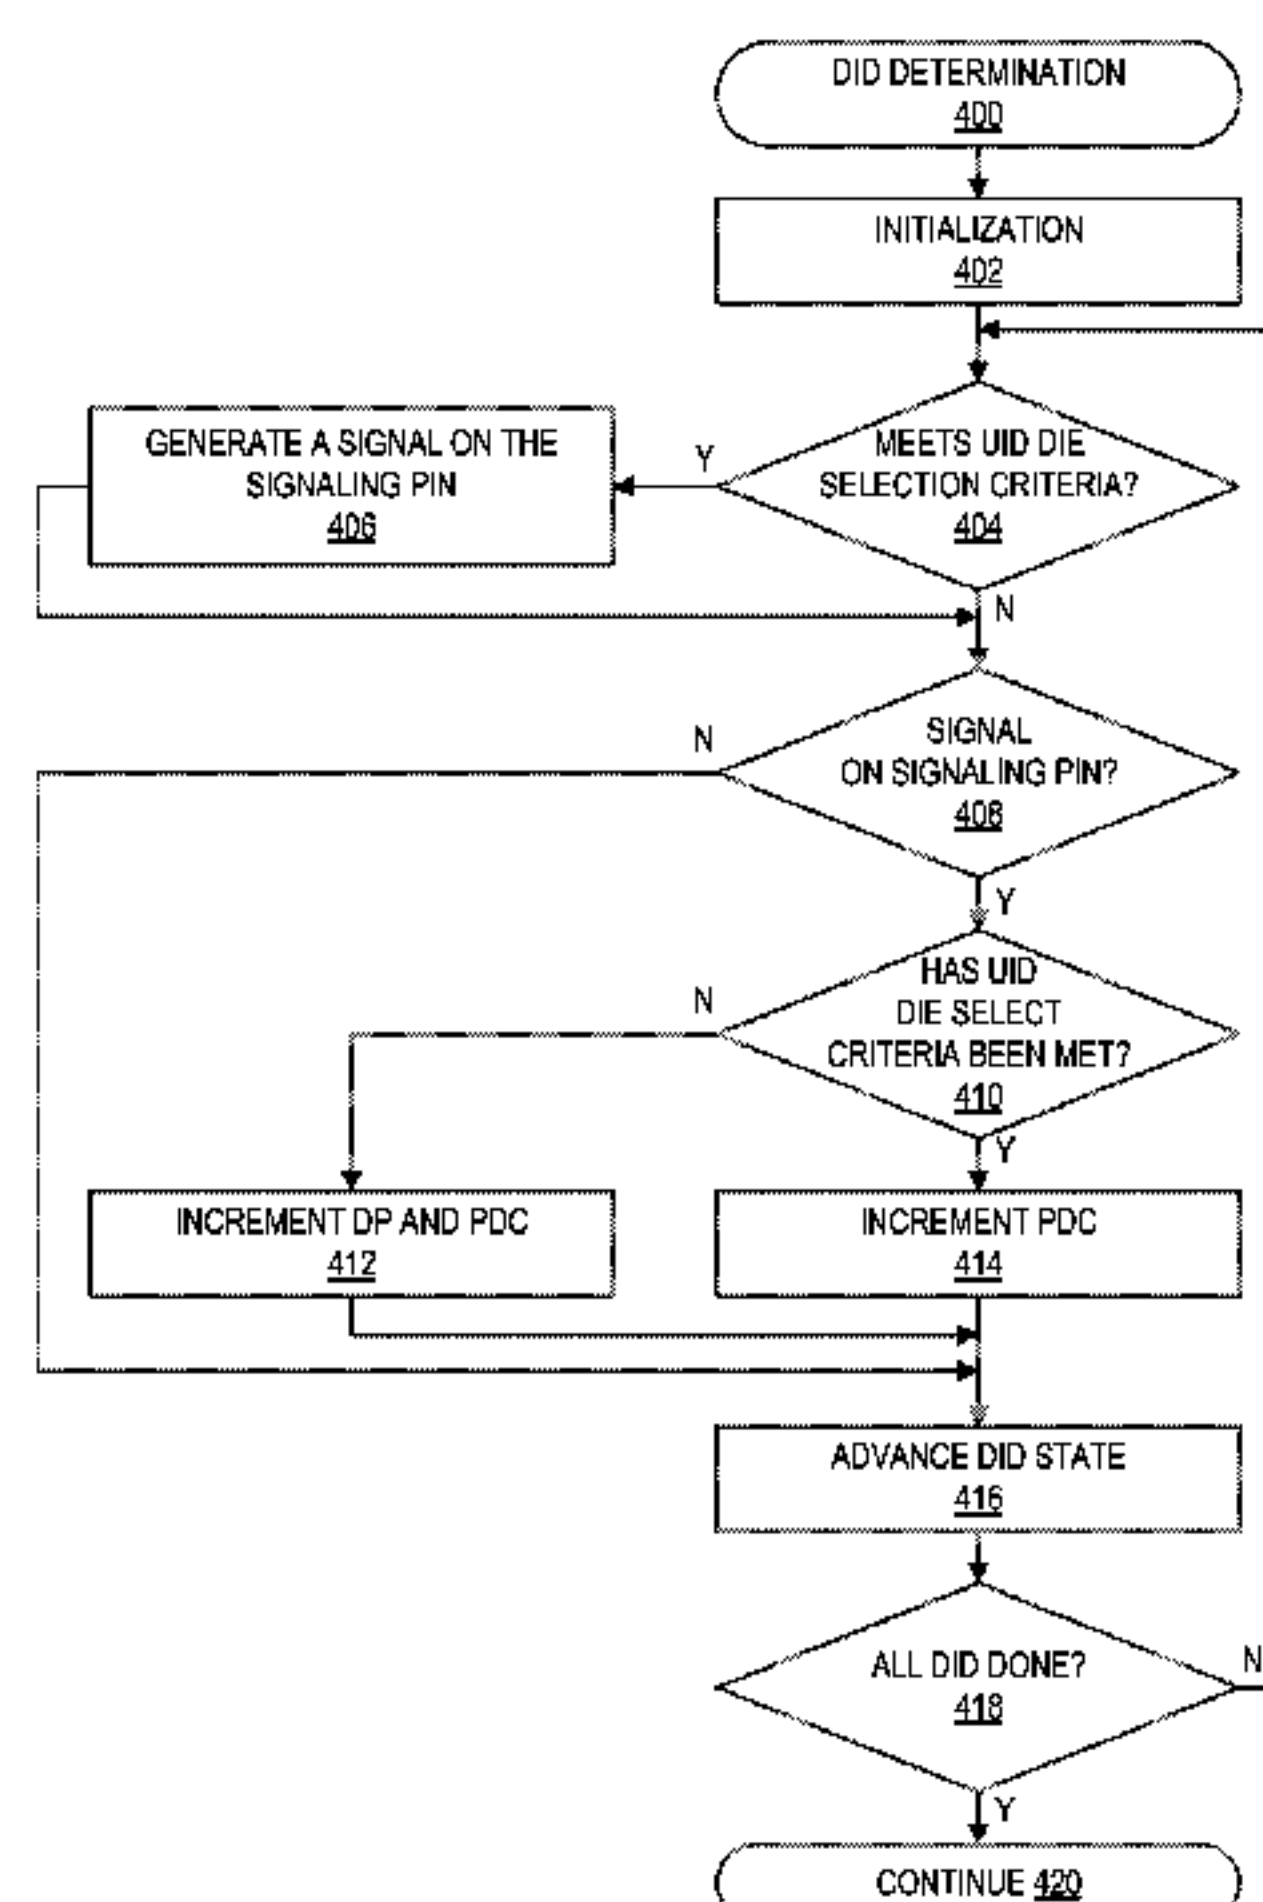 DID DETERMINATION
400
INITIALIZATION
402
GENERATE A SIGNAL ON THE
SIGNALING PIN
406
Y
MEETS UID DIE
SELECTION CRITERIA?
404
N
N
SIGNAL
ON SIGNALING PIN?
408
Y
N
HAS UID
DIE SELECT
CRITERIA BEEN MET?
410
Y
INCREMENT DP AND PDC
412
INCREMENT PDC
414
ADVANCE DID STATE
416
ALL DID DONE?
418
N
Y
CONTINUE 420